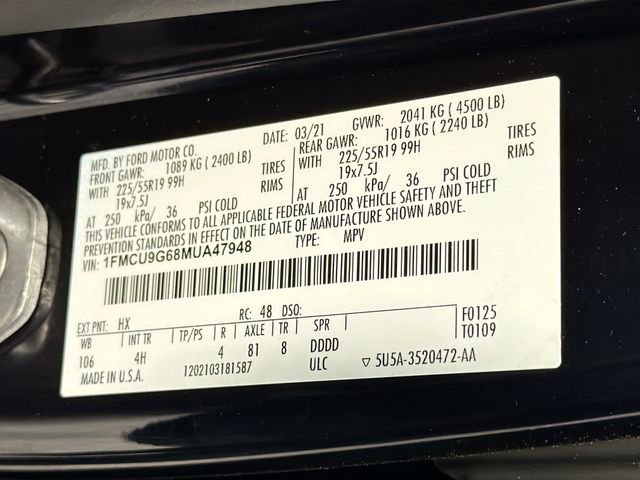 MFD. BY FORD MOTOR CO. DATE: 03/21 GVWR: 2041 KG ( 4500 LB)
FRONT GAWR: 1089 KG ( 2400 LB) REAR GAWR: 1016 KG ( 2240 LB)
WITH 225/55R19 99H TIRES WITH 225/55R19 99H TIRES
19x7.5J RIMS 19x7.5J RIMS
AT 250 kPa/ 36 PSI COLD AT 250 kPa/ 36 PSI COLD
THIS VEHICLE CONFORMS TO ALL APPLICABLE FEDERAL MOTOR VEHICLE SAFETY AND THEFT
PREVENTION STANDARDS IN EFFECT ON THE DATE OF MANUFACTURE SHOWN ABOVE.
VIN: 1FMCU9G68MUA47948 TYPE: MPV
EXT PNT: HX RC: 48 DSO: F0125
WB INT TR TP/PS R AXLE TR SPR T0109
106 4H 4 81 8 DDDD
MADE IN U.S.A. 1202103181587 ULC ▽ 5U5A-3520472-AA